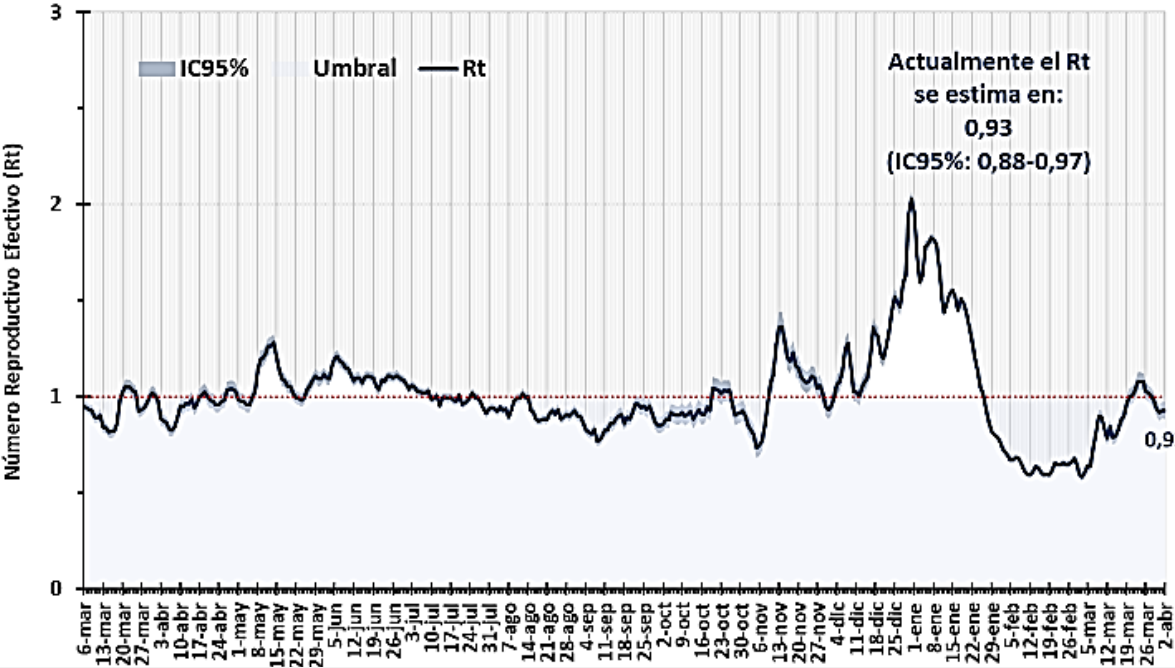 3
IC95% Umbral Rt
Actualmente el Rt
se estima en:
0,93
(IC95%: 0,88-0,97)
Número Reproductivo Efectivo (Rt)
2
1
0,9
0
6-mar
13-mar
20-mar
27-mar
3-abr
10-abr
17-abr
24-abr
1-may
8-may
15-may
22-may
29-may
5-jun
12-jun
19-jun
26-jun
3-jul
10-jul
17-jul
24-jul
31-jul
7-ago
14-ago
21-ago
28-ago
4-sep
11-sep
18-sep
25-sep
2-oct
9-oct
16-oct
23-oct
30-oct
6-nov
13-nov
20-nov
27-nov
4-dic
11-dic
18-dic
25-dic
1-ene
8-ene
15-ene
22-ene
29-ene
5-feb
12-feb
19-feb
26-feb
5-mar
12-mar
19-mar
26-mar
2-abr